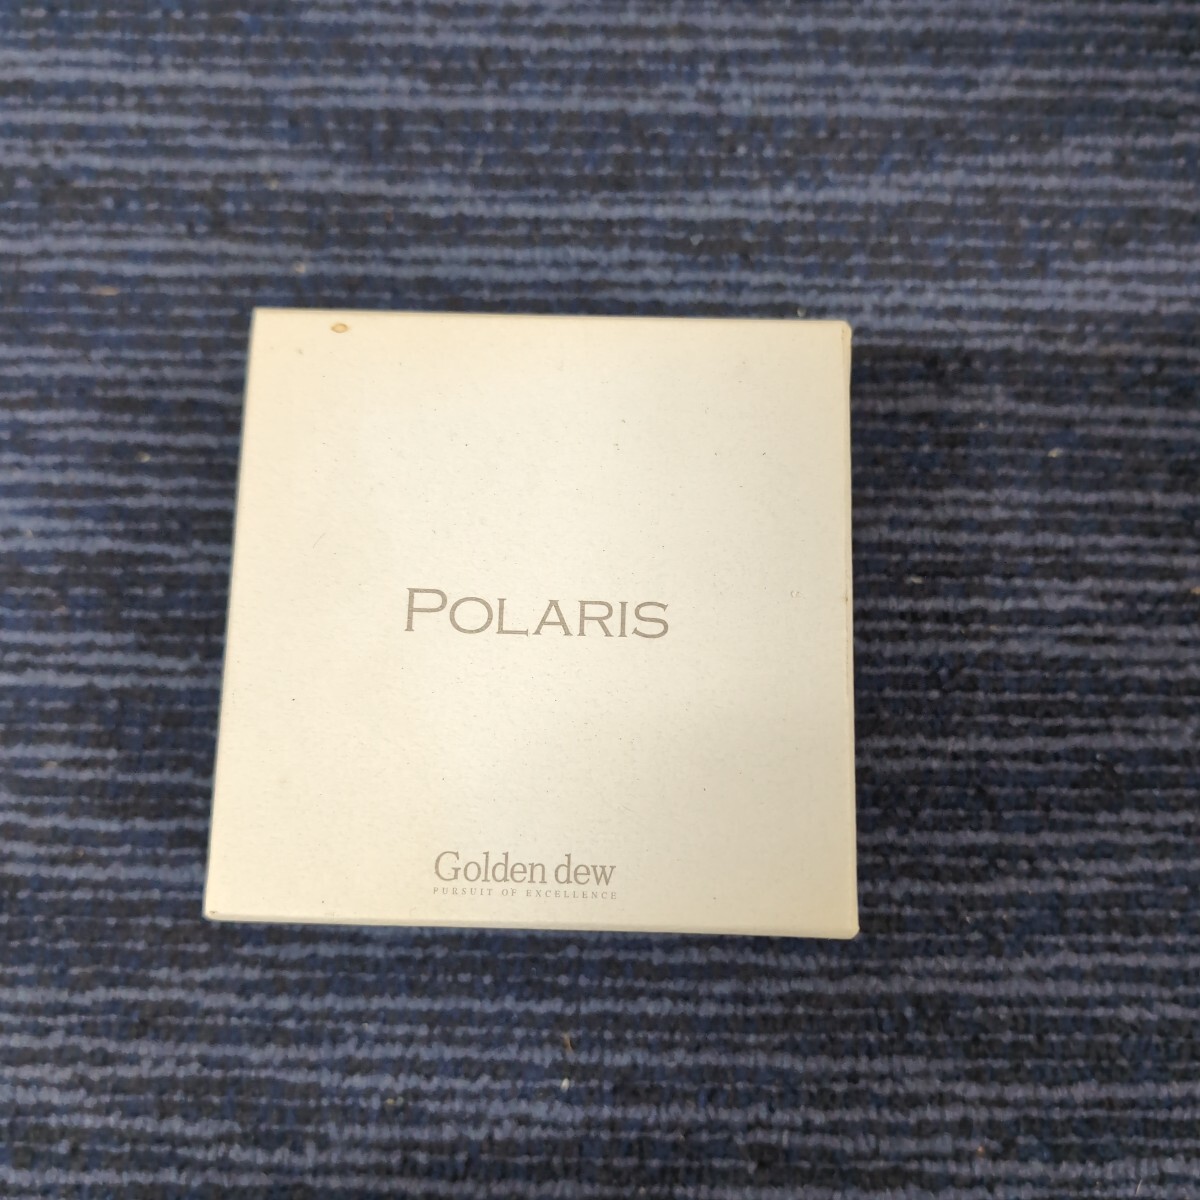 POLARIS
Golden dew
PURSUIT OF EXCELLENCE